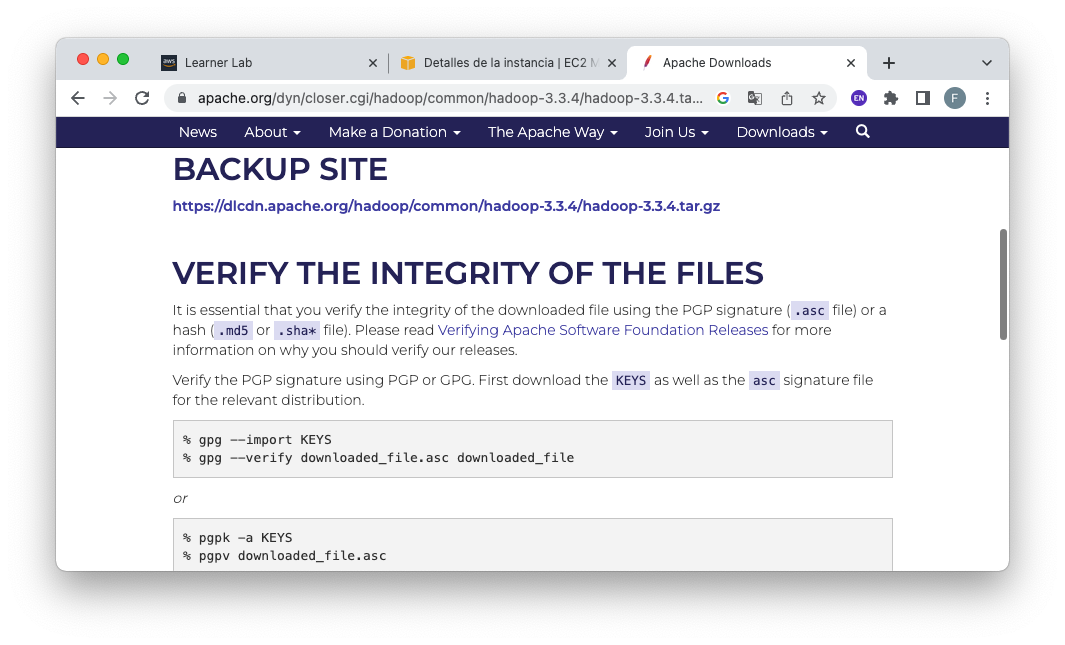 Learner Lab
Detalles de la instancia | EC2 M
Apache Downloads
apache.org/dyn/closer.cgi/hadoop/common/hadoop-3.3.4/hadoop-3.3.4.ta...
EN
F
News About Make a Donation The Apache Way Join Us Downloads
BACKUP SITE
https://dlcdn.apache.org/hadoop/common/hadoop-3.3.4/hadoop-3.3.4.tar.gz
VERIFY THE INTEGRITY OF THE FILES
It is essential that you verify the integrity of the downloaded file using the PGP signature (.asc file) or a
hash (.md5 or .sha* file). Please read Verifying Apache Software Foundation Releases for more
information on why you should verify our releases.
Verify the PGP signature using PGP or GPG. First download the KEYS as well as the asc signature file
for the relevant distribution.
% gpg --import KEYS
% gpg --verify downloaded_file.asc downloaded_file
or
% pgpk -a KEYS
% pgpv downloaded_file.asc